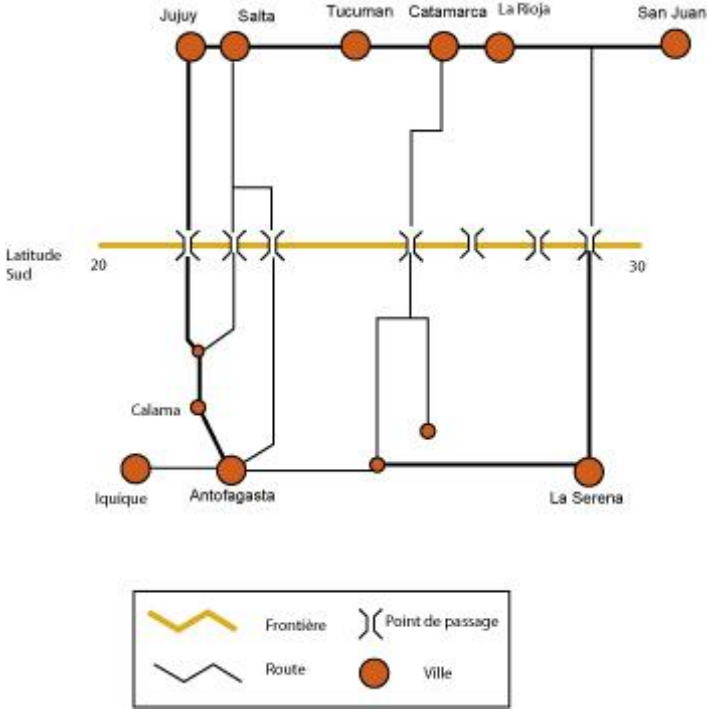 Jujuy
Salta
Tucuman
Catamarca
La Rioja
San Juan
Latitude
Sud
20
30
Calama
Iquique
Antofagasta
La Serena
Frontière
Point de passage
Route
Ville